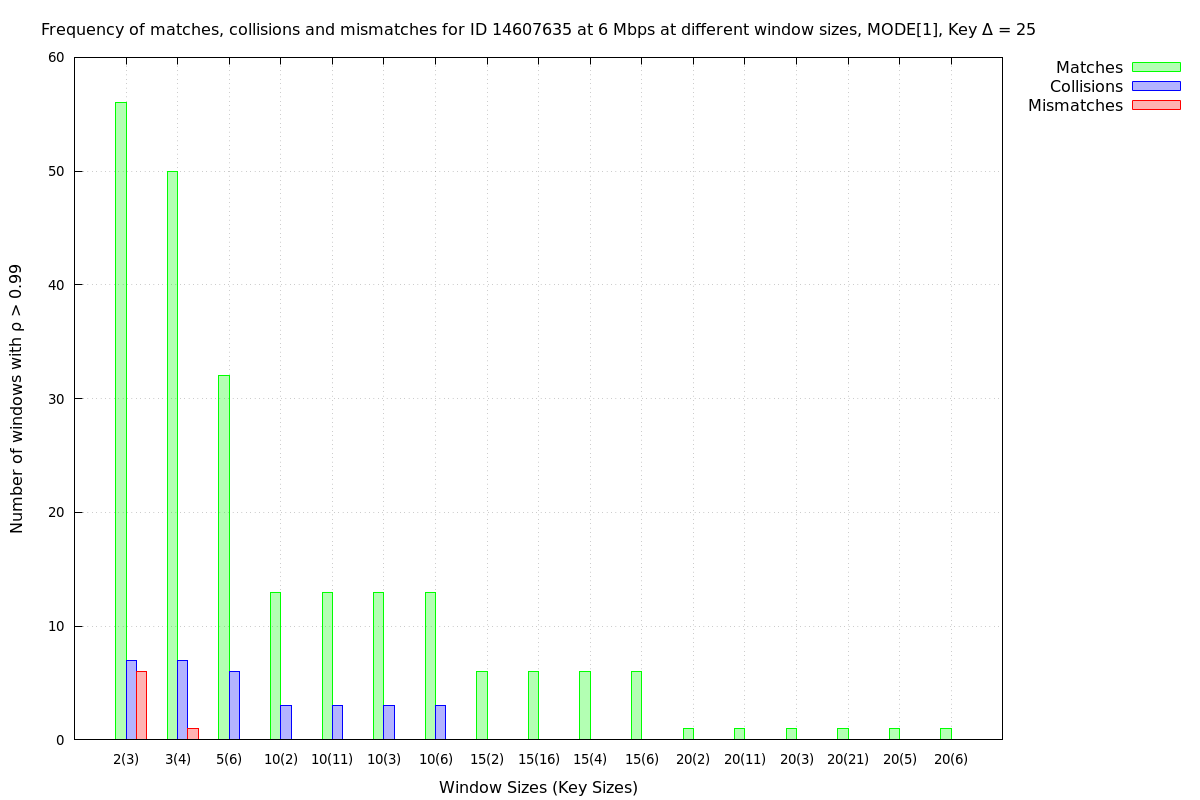 Frequency of matches, collisions and mismatches for ID 14607635 at 6 Mbps at different window sizes, MODE[1], Key Δ = 25
Matches
Collisions
Mismatches
Number of windows with ρ > 0.99
60
50
40
30
20
10
0
2(3) 3(4) 5(6) 10(2) 10(11) 10(3) 10(6) 15(2) 15(16) 15(4) 15(6) 20(2) 20(11) 20(3) 20(21) 20(5) 20(6)
Window Sizes (Key Sizes)